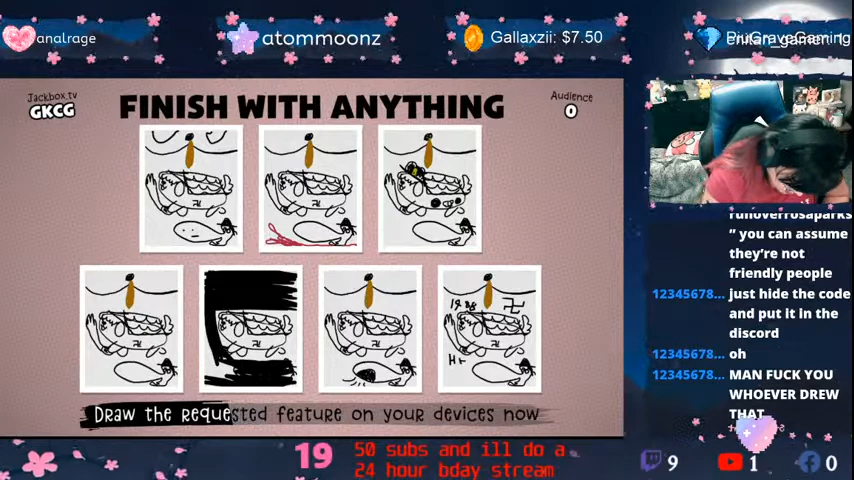 analrage
atommoonz
Gallaxzii: $7.50
Jackbox.tv
GKCG
FINISH WITH ANYTHING
Audience
0
Draw the requested feature on your devices now
runoverrosaparks
" you can assume
they're not
friendly people
12345678... just hide the code
and put it in the
discord
12345678... oh
12345678... MAN FUCK YOU
WHOEVER DREW
THAT
19
50 subs and ill do a
24 hour bday stream
9
1
0